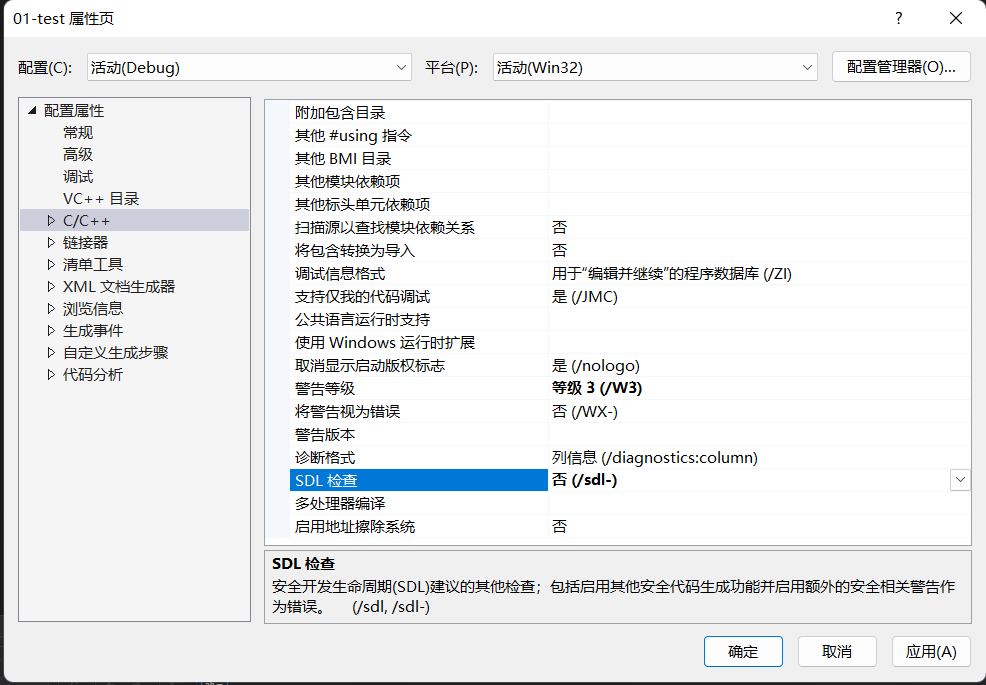 01-test 属性页
配置(C): 活动(Debug) 平台(P): 活动(Win32) 配置管理器(O)...
配置属性
常规
高级
调试
VC++ 目录
C/C++
链接器
清单工具
XML 文档生成器
浏览信息
生成事件
自定义生成步骤
代码分析
附加包含目录
其他 #using 指令
其他 BMI 目录
其他模块依赖项
其他标头单元依赖项
扫描源以查找模块依赖关系 否
将包含转换为导入 否
调试信息格式 用于“编辑并继续”的程序数据库 (/ZI)
支持仅我的代码调试 是 (/JMC)
公共语言运行时支持
使用 Windows 运行时扩展
取消显示启动版权标志 是 (/nologo)
警告等级 等级 3 (/W3)
将警告视为错误 否 (/WX-)
警告版本
诊断格式 列信息 (/diagnostics:column)
SDL 检查 否 (/sdl-)
多处理器编译
启用地址擦除系统 否
SDL 检查
安全开发生命周期(SDL)建议的其他检查；包括启用其他安全代码生成功能并启用额外的安全相关警告作
为错误。 (/sdl, /sdl-)
确定 取消 应用(A)